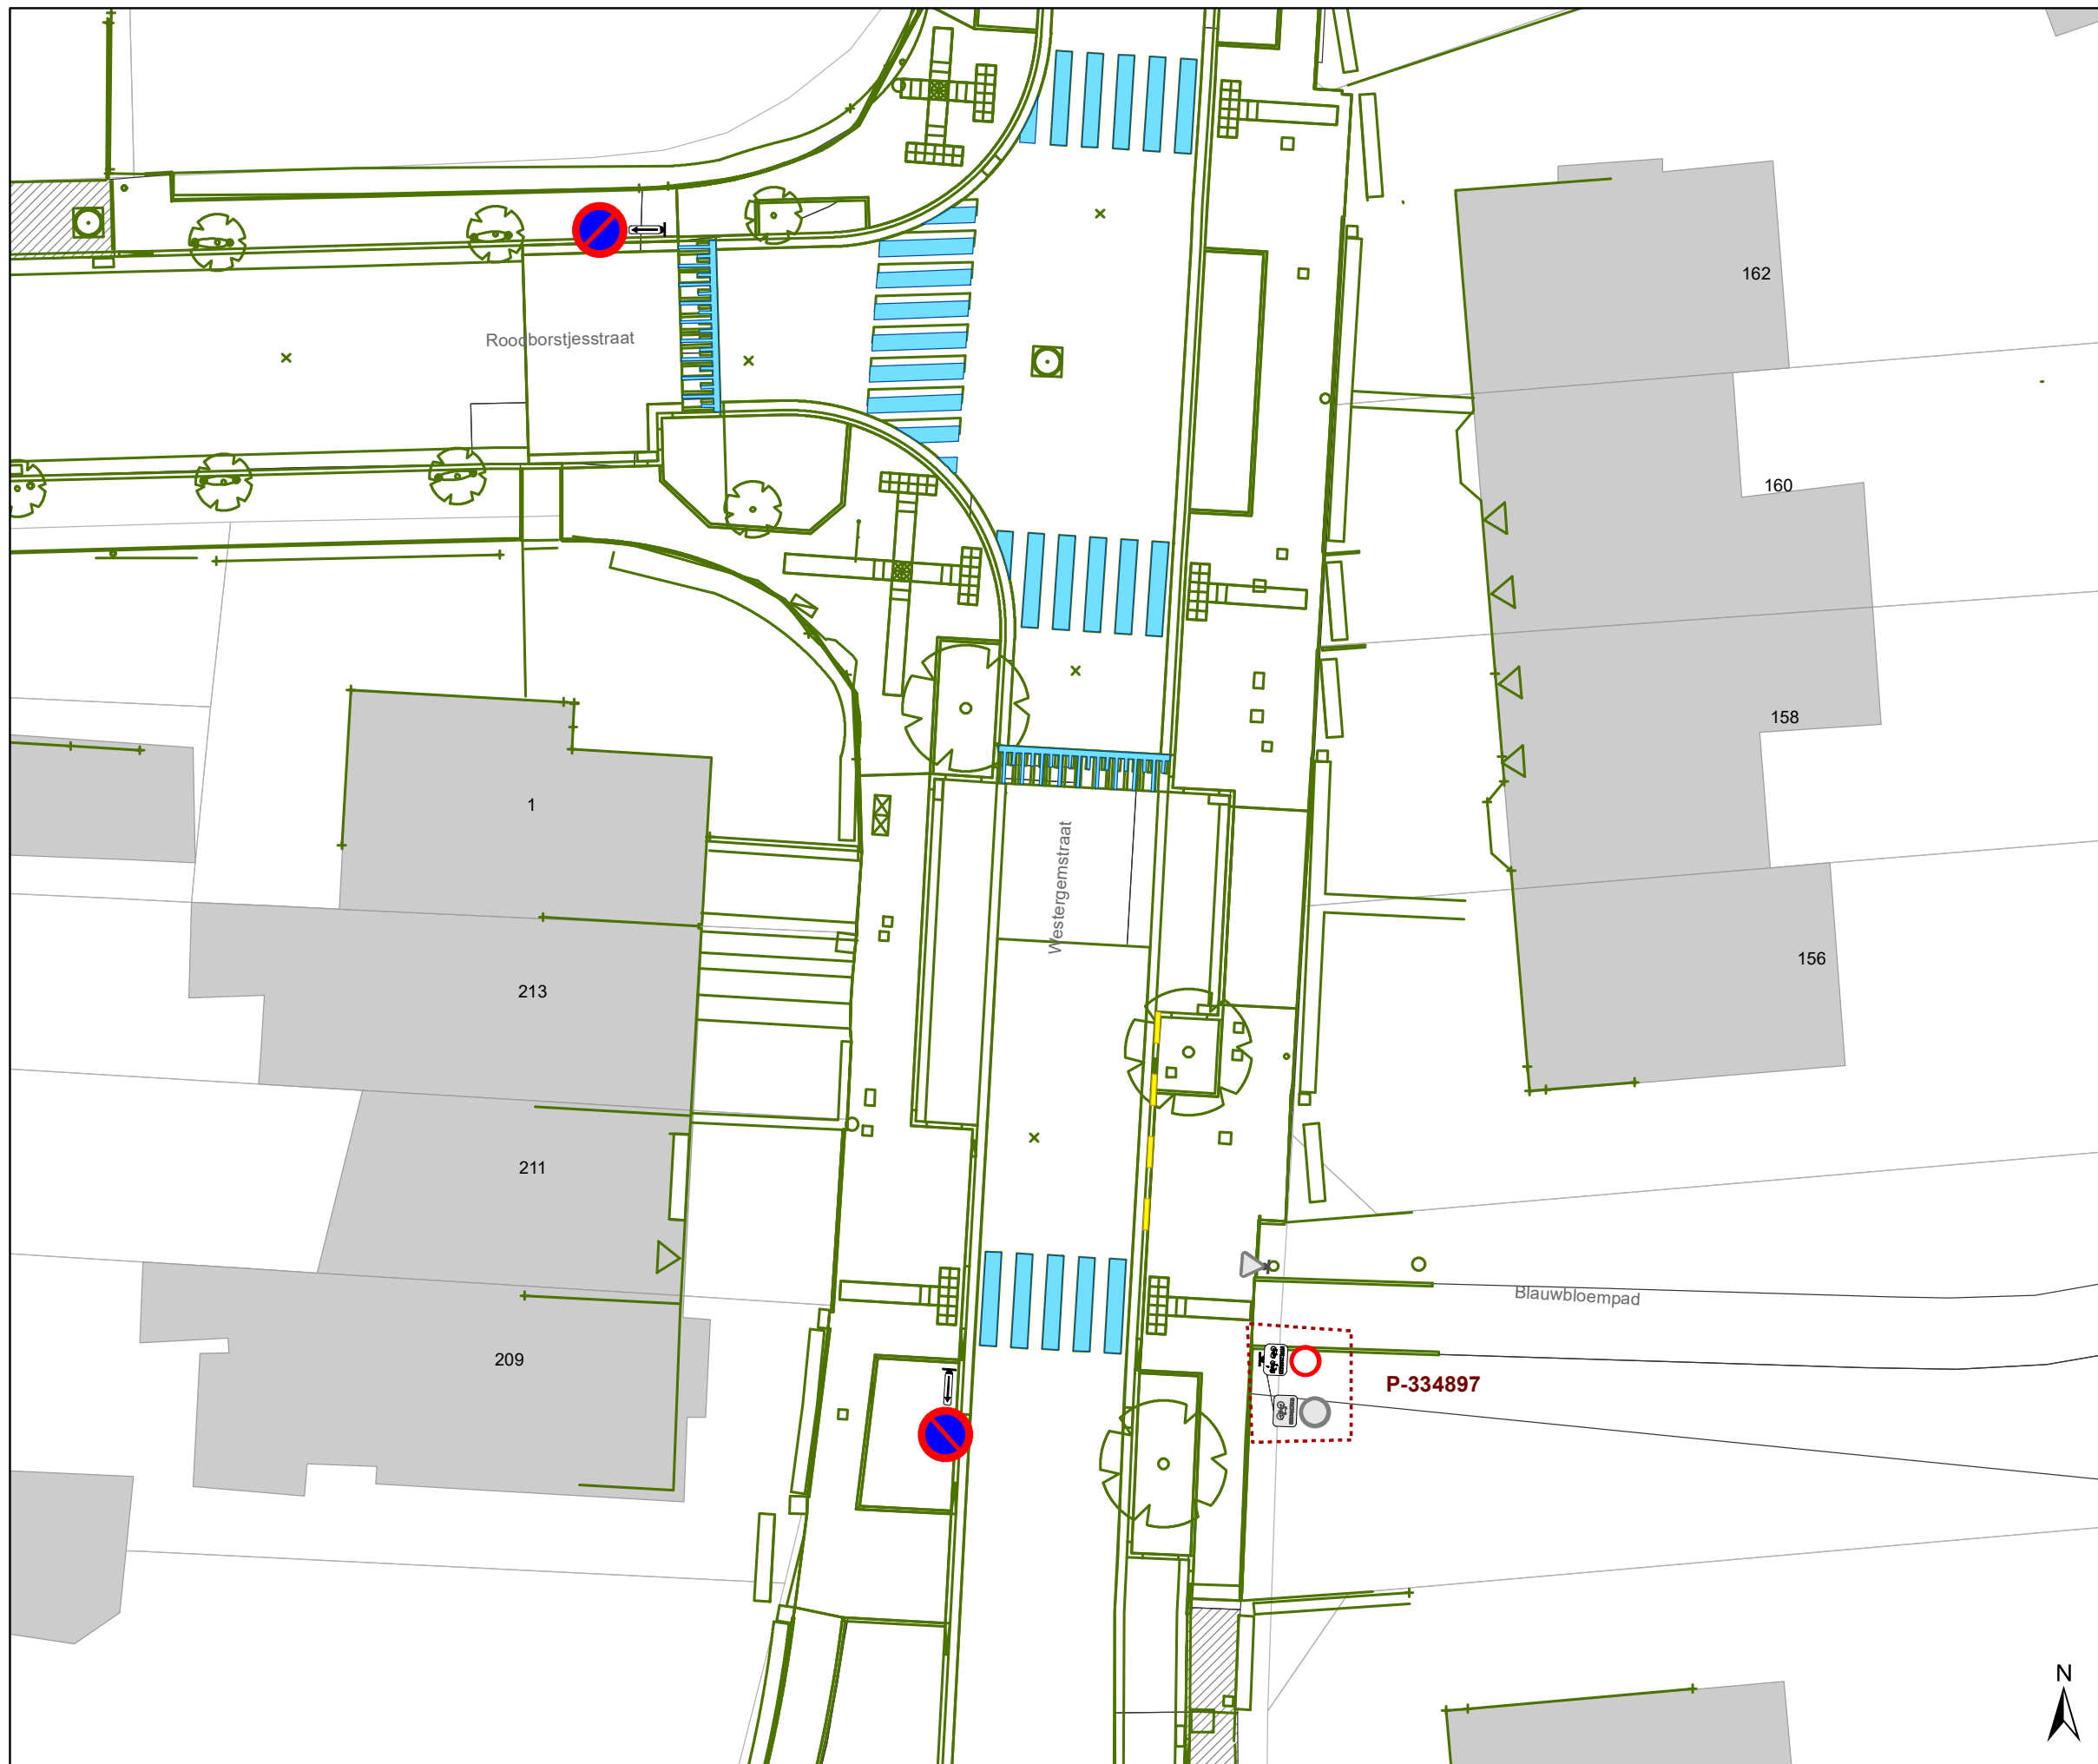 162
Roodborstjesstraat
160
158
1
Westergemstraat
156
213
211
Blauwbloempad
209
P-334897
N